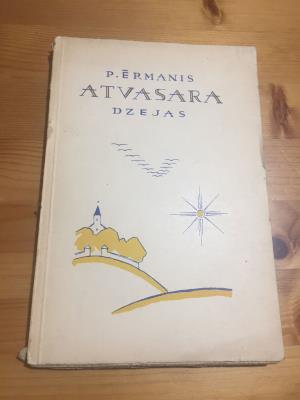 P. ĒRMANIS
ATVASARA
DZEJAS